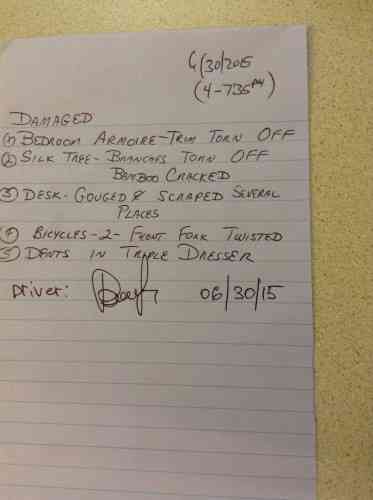 6/30/2015
(4-735PM)
DAMAGED
(1) BEDROOM ARMOIRE-TRIM TORN OFF
(2) SILK TREE-BRANCHES TORN OFF
BAMBOO CRACKED
(3) DESK-GOUGED & SCRAPED SEVERAL
PLACES
(4) BICYCLES-2-FRONT FORK TWISTED
(5) DENTS IN TRIPLE DRESSER
DRIVER: 06/30/15